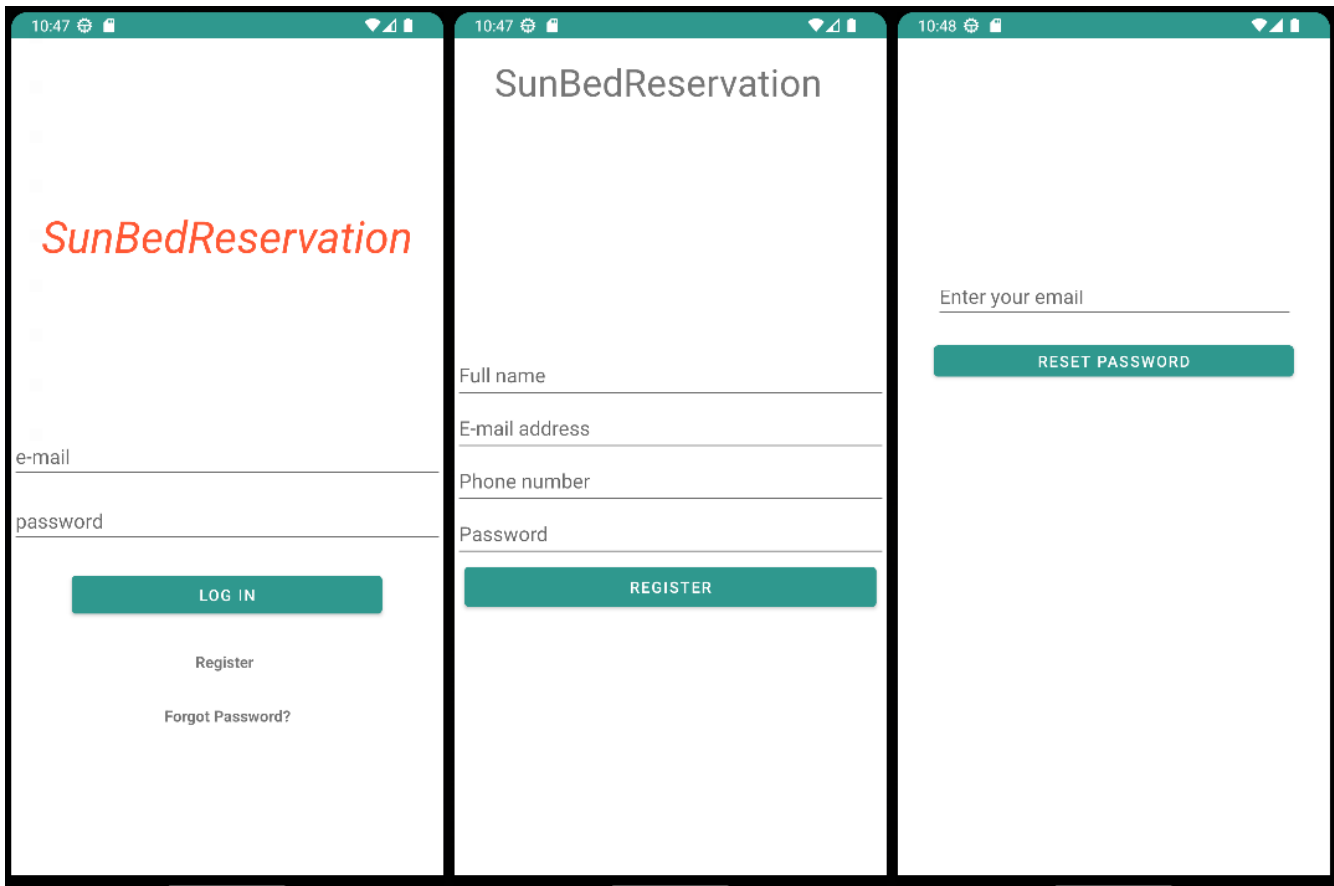 10:47
SunBedReservation
e-mail
password
LOG IN
Register
Forgot Password?
10:47
SunBedReservation
Full name
E-mail address
Phone number
Password
REGISTER
10:48
Enter your email
RESET PASSWORD